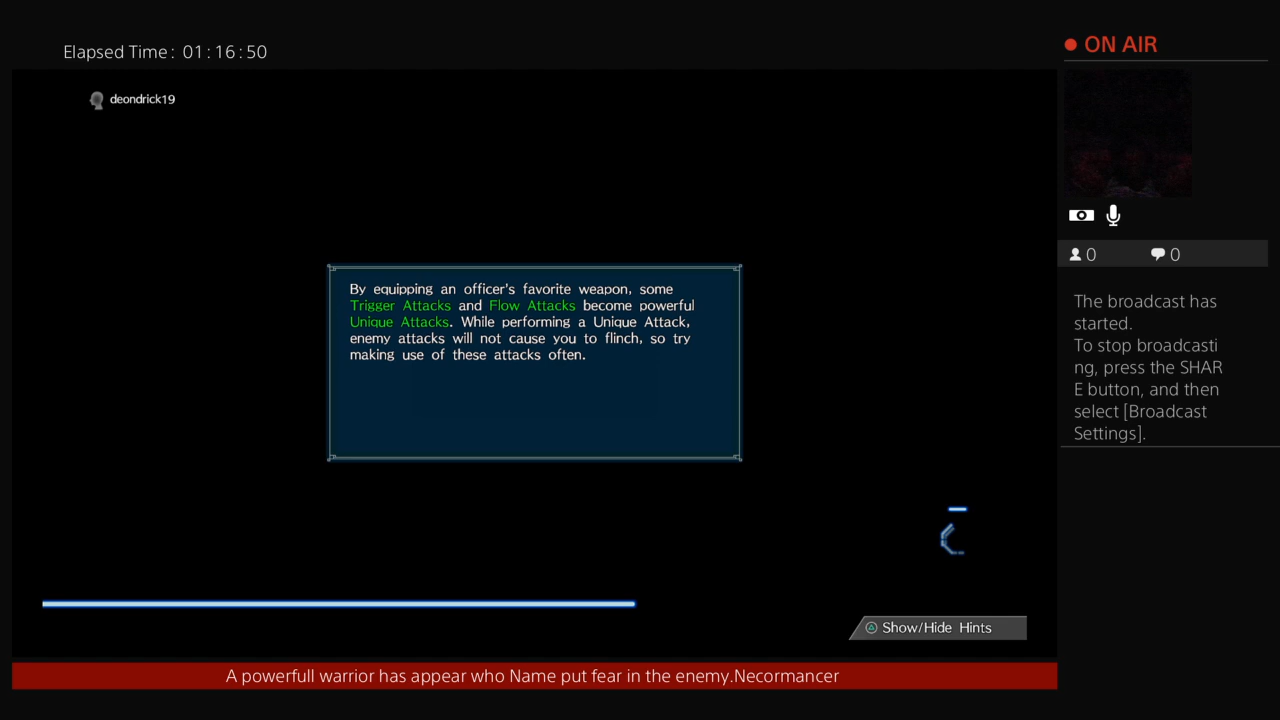 Elapsed Time: 01:16:50
ON AIR
deondrick19
0 0
By equipping an officer's favorite weapon, some
Trigger Attacks and Flow Attacks become powerful
Unique Attacks. While performing a Unique Attack,
enemy attacks will not cause you to flinch, so try
making use of these attacks often.
The broadcast has
started.
To stop broadcasti
ng, press the SHAR
E button, and then
select [Broadcast
Settings].
Show/Hide Hints
A powerfull warrior has appear who Name put fear in the enemy.Necormancer